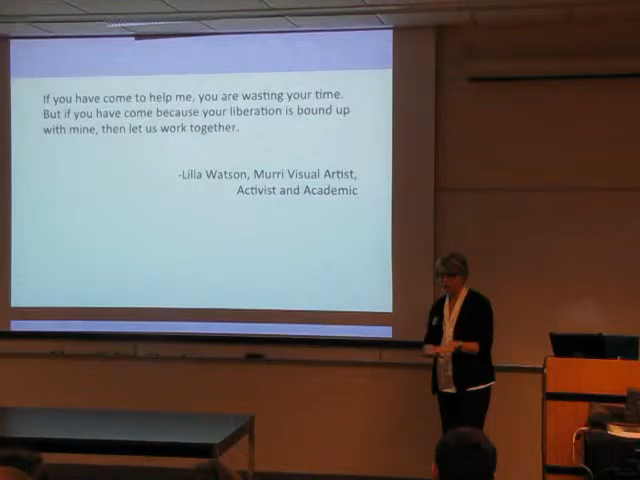 If you have come to help me, you are wasting your time.
But if you have come because your liberation is bound up
with mine, then let us work together.
-Lilla Watson, Murri Visual Artist,
Activist and Academic